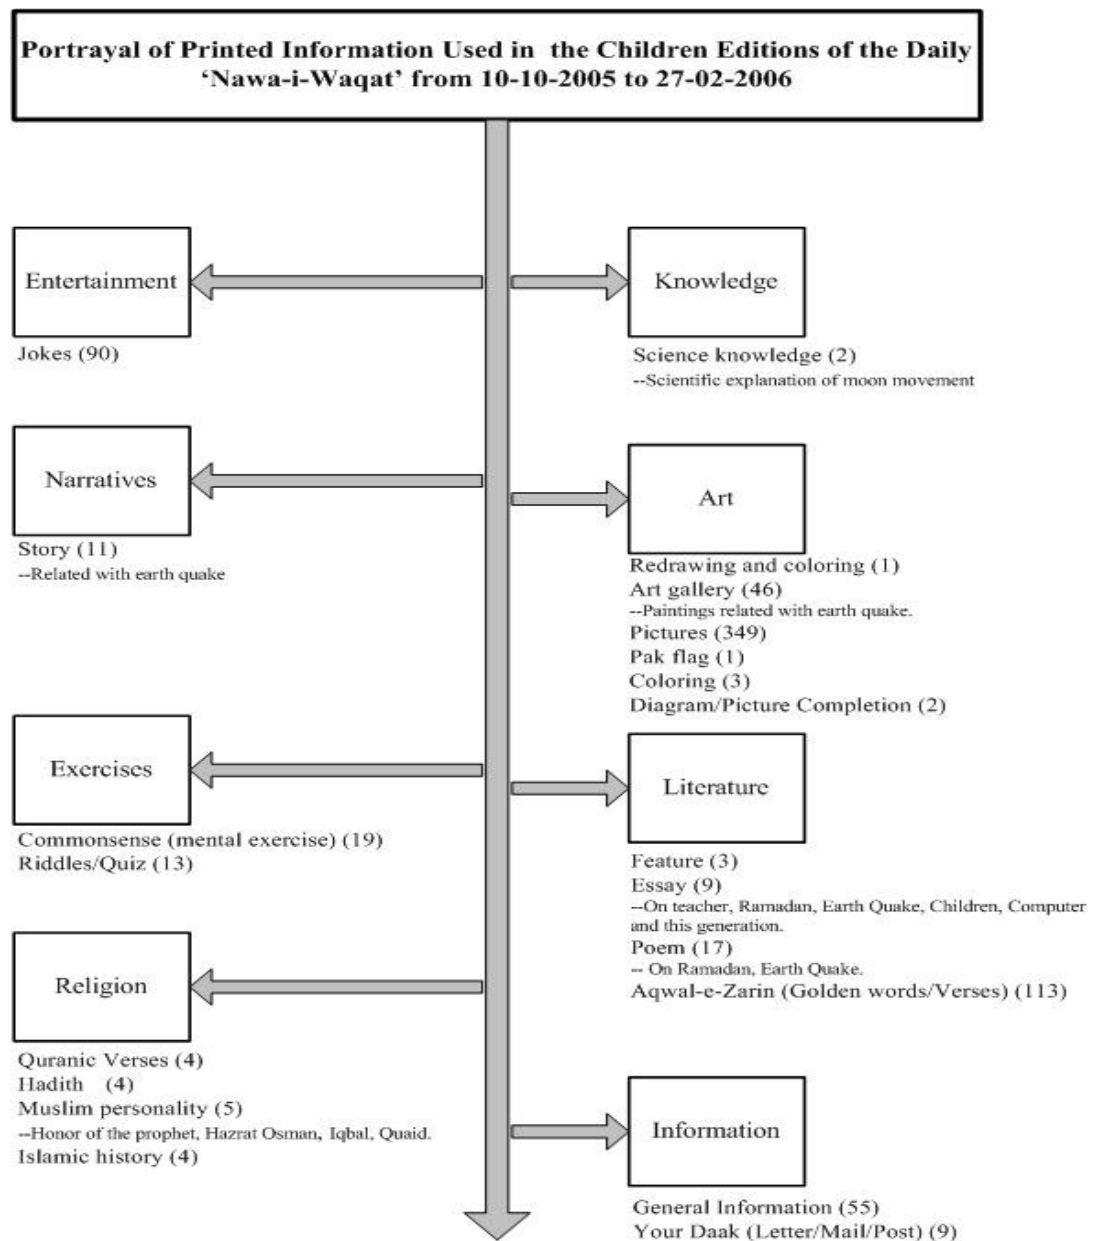 Portrayal of Printed Information Used in the Children Editions of the Daily
‘Nawa-i-Waqat’ from 10-10-2005 to 27-02-2006
Entertainment
Jokes (90)
Knowledge
Science knowledge (2)
--Scientific explanation of moon movement
Narratives
Story (11)
--Related with earth quake
Art
Redrawing and coloring (1)
Art gallery (46)
--Paintings related with earth quake.
Pictures (349)
Pak flag (1)
Coloring (3)
Diagram/Picture Completion (2)
Exercises
Commonsense (mental exercise) (19)
Riddles/Quiz (13)
Literature
Feature (3)
Essay (9)
--On teacher, Ramadan, Earth Quake, Children, Computer
and this generation.
Poem (17)
-- On Ramadan, Earth Quake.
Aqwal-e-Zarin (Golden words/Verses) (113)
Religion
Quranic Verses (4)
Hadith (4)
Muslim personality (5)
--Honor of the prophet, Hazrat Osman, Iqbal, Quaid.
Islamic history (4)
Information
General Information (55)
Your Daak (Letter/Mail/Post) (9)